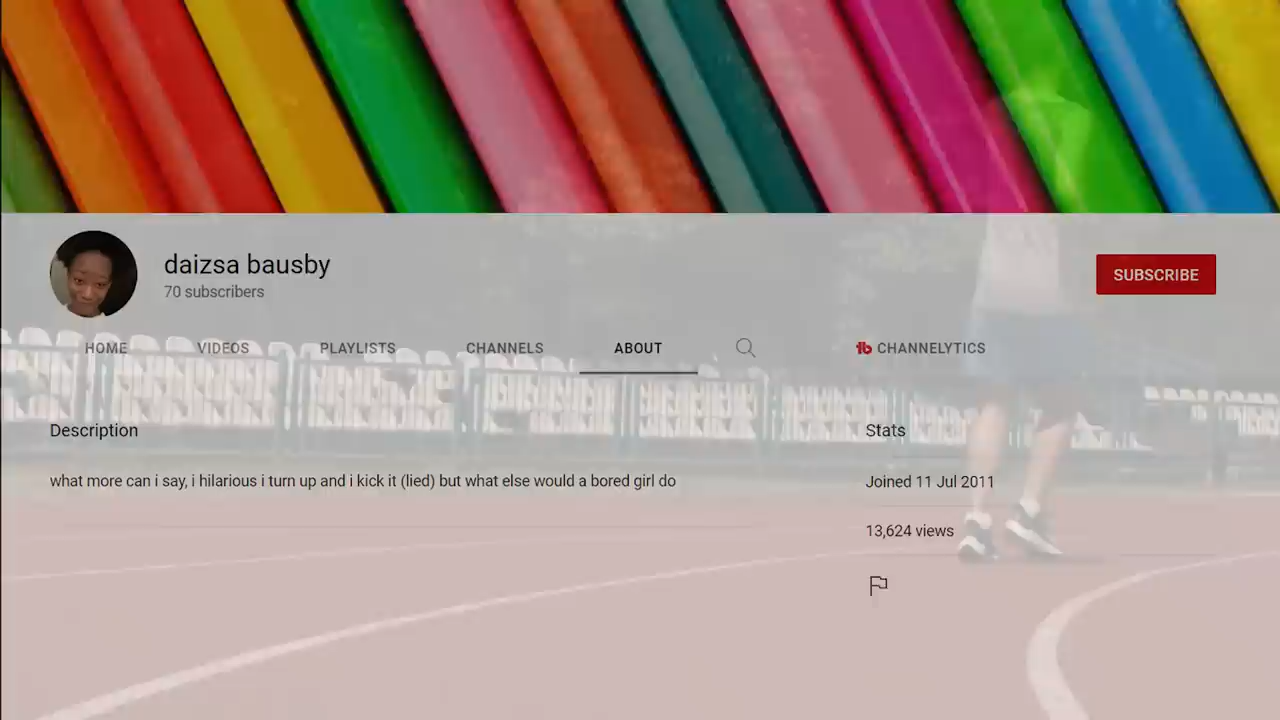 daizsa bausby
70 subscribers
SUBSCRIBE
HOME VIDEOS PLAYLISTS CHANNELS ABOUT CHANNELYTICS
Description
Stats
what more can i say, i hilarious i turn up and i kick it (lied) but what else would a bored girl do
Joined 11 Jul 2011
13,624 views